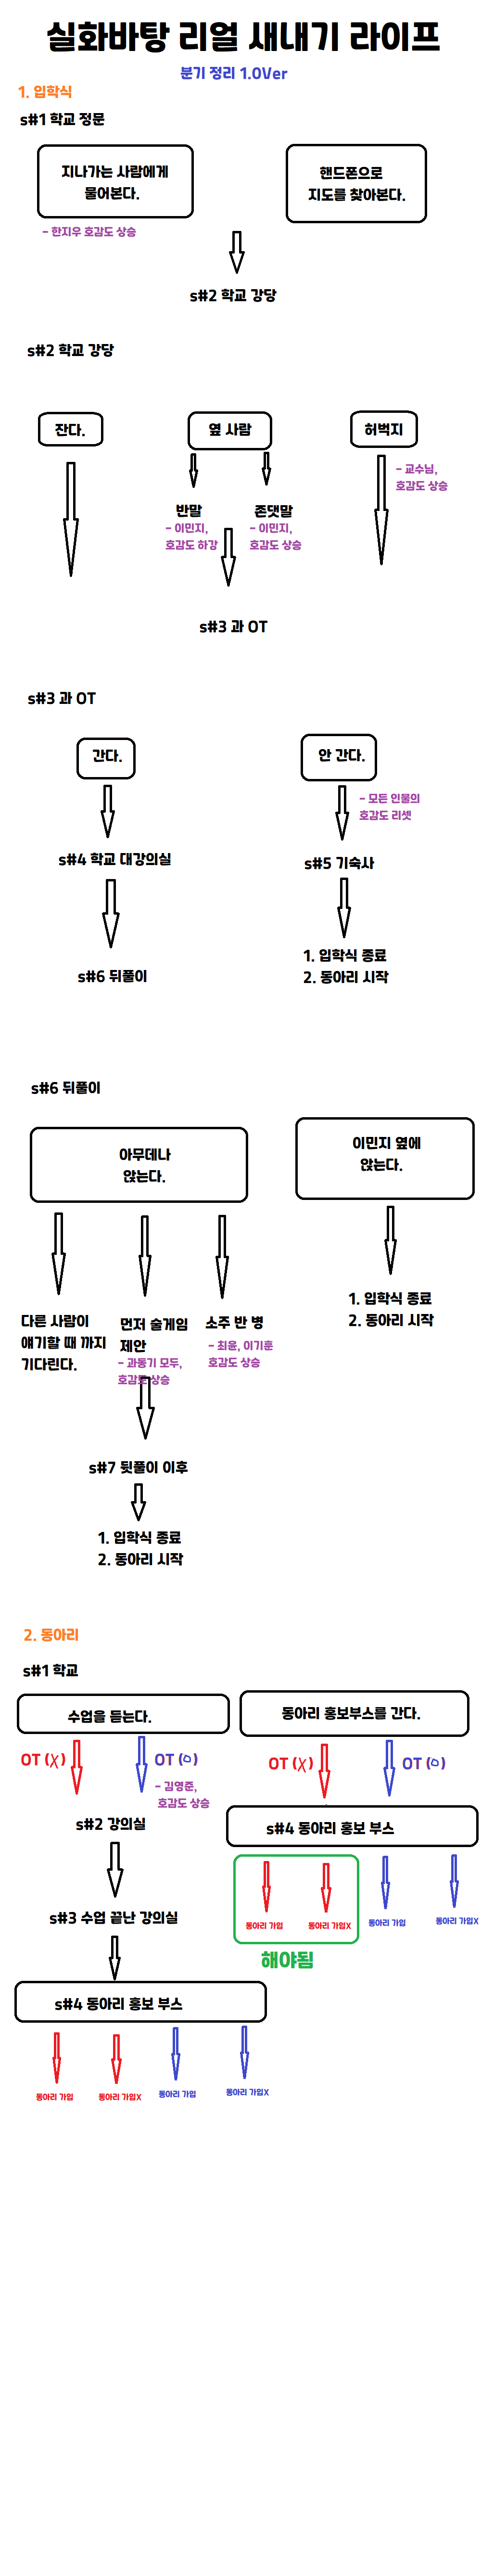 실화바탕 리얼 새내기 라이프
분기 정리 1.0Ver
1. 입학식
s#1 학교 정문
지나가는 사람에게
물어본다.
핸드폰으로
지도를 찾아본다.
- 한지우 호감도 상승
s#2 학교 강당
s#2 학교 강당
잔다.
옆 사람
허벅지
- 교수님,
호감도 상승
반말
- 이민지,
호감도 하강
존댓말
- 이민지,
호감도 상승
s#3 과 OT
s#3 과 OT
간다.
안 간다.
- 모든 인물의
호감도 리셋
s#4 학교 대강의실
s#5 기숙사
s#6 뒤풀이
1. 입학식 종료
2. 동아리 시작
s#6 뒤풀이
아무데나
앉는다.
이민지 옆에
앉는다.
1. 입학식 종료
2. 동아리 시작
다른 사람이
얘기할 때 까지
기다린다.
먼저 술게임
제안
- 과동기 모두,
호감도 상승
소주 반 병
- 최윤, 이기훈
호감도 상승
s#7 뒷풀이 이후
1. 입학식 종료
2. 동아리 시작
2. 동아리
s#1 학교
수업을 듣는다.
동아리 홍보부스를 간다.
OT (X)
OT (O)
- 김영준,
호감도 상승
OT (X)
OT (O)
s#2 강의실
s#4 동아리 홍보 부스
s#3 수업 끝난 강의실
동아리 가입
동아리 가입X
동아리 가입
동아리 가입X
해야됨
s#4 동아리 홍보 부스
동아리 가입
동아리 가입X
동아리 가입
동아리 가입X